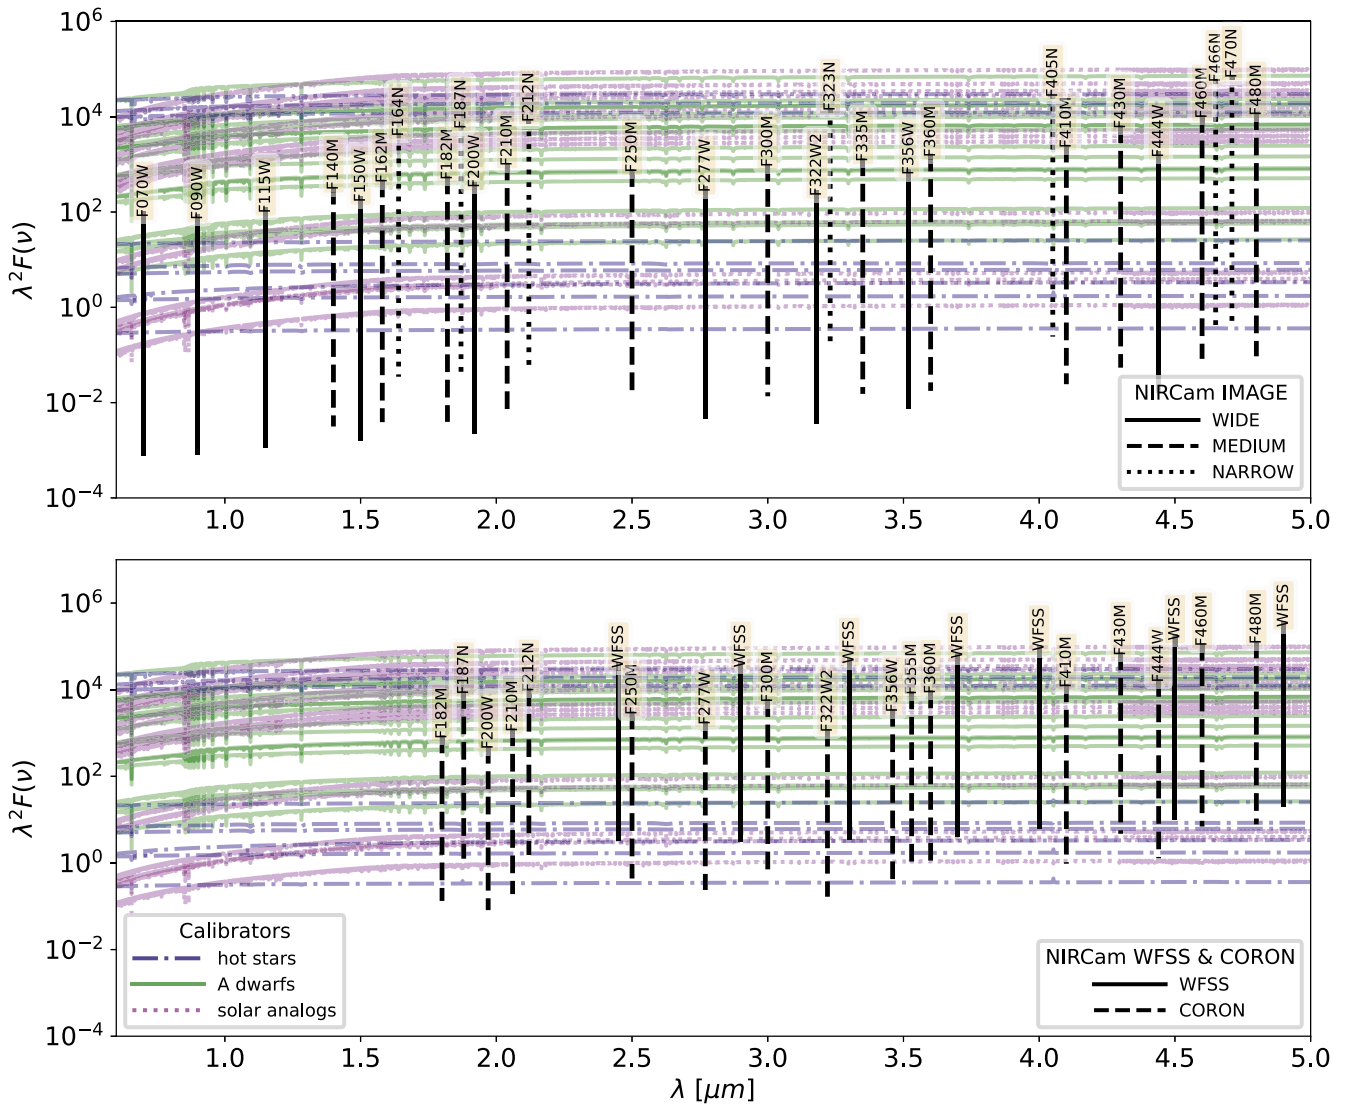 10^6
10^4
10^2
10^0
10^-2
10^-4
λ^2F(ν)
F070W
F090W
F115W
F140M
F150W
F162M
F164N
F182M
F187N
F200W
F210M
F212N
F250M
F277W
F300M
F322W2
F323N
F335M
F356W
F360M
F405N
F410M
F430M
F444W
F460M
F466N
F470N
F480M
NIRCam IMAGE
WIDE
MEDIUM
NARROW
1.0 1.5 2.0 2.5 3.0 3.5 4.0 4.5 5.0
10^6
10^4
10^2
10^0
10^-2
10^-4
λ^2F(ν)
F182M
F187N
F200W
F210M
F212N
WFSS
F250M
F277W
WFSS
F300M
F322W2
WFSS
F356W
F355M
F360M
WFSS
WFSS
F410M
F430M
F444W
WFSS
F460M
F480M
WFSS
Calibrators
hot stars
A dwarfs
solar analogs
NIRCam WFSS & CORON
WFSS
CORON
1.0 1.5 2.0 2.5 3.0 3.5 4.0 4.5 5.0
λ [μm]